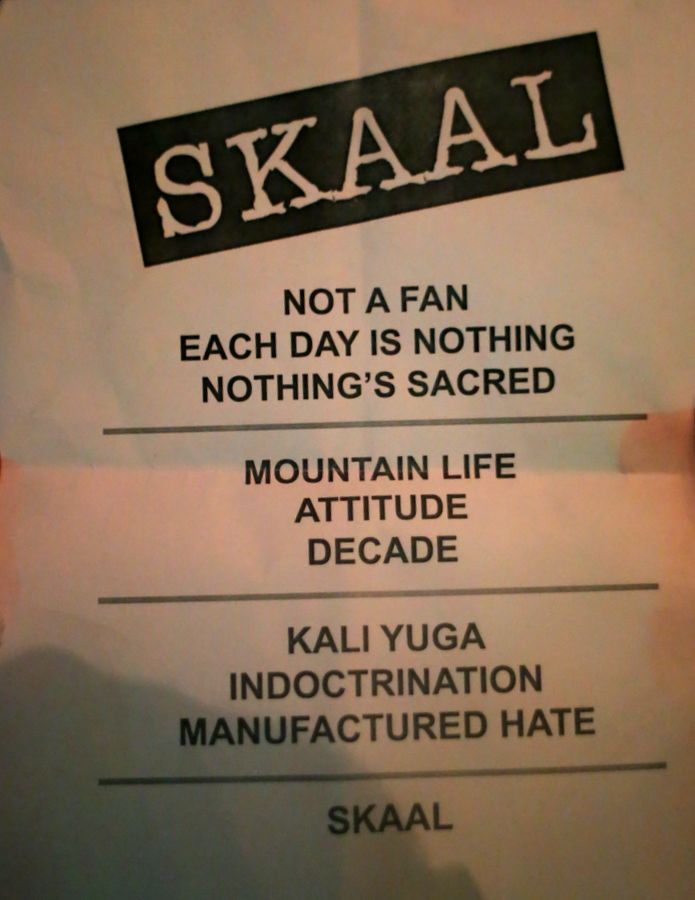 SKAAL
NOT A FAN
EACH DAY IS NOTHING
NOTHING'S SACRED
MOUNTAIN LIFE
ATTITUDE
DECADE
KALI YUGA
INDOCTRINATION
MANUFACTURED HATE
SKAAL